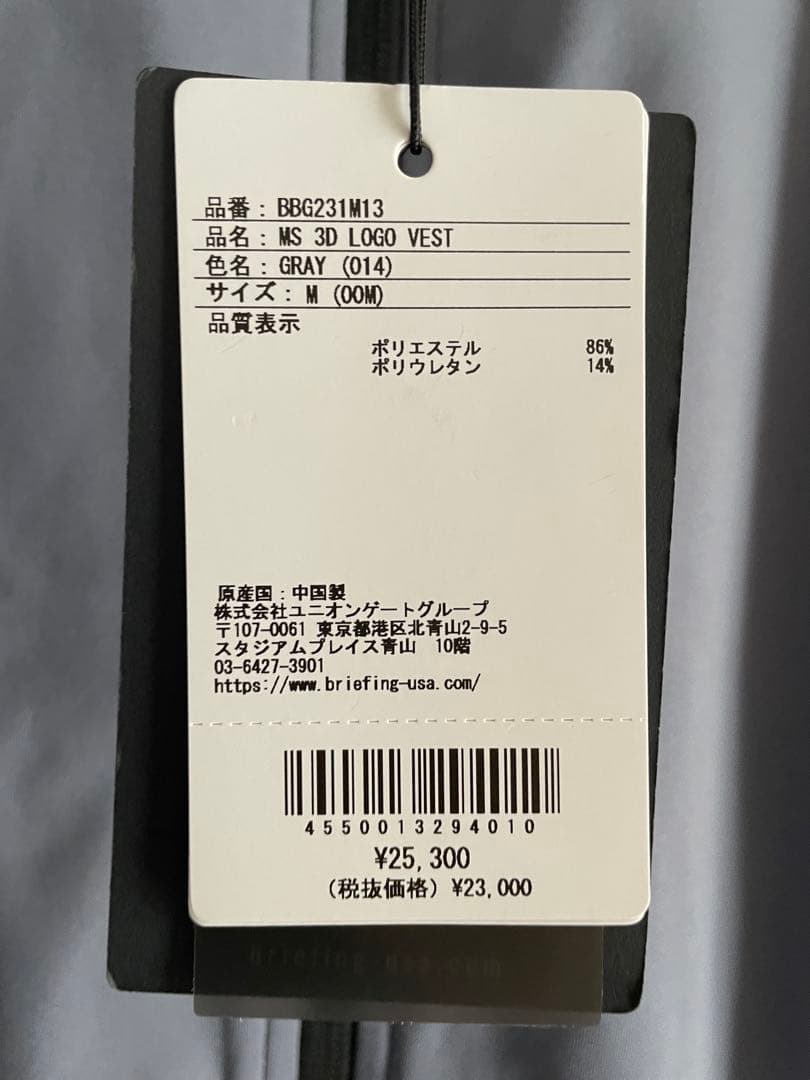 品番：BBG231M13
品名：MS 3D LOGO VEST
色名：GRAY (014)
サイズ：M (00M)
品質表示
ポリエステル 86%
ポリウレタン 14%
原産国：中国製
株式会社ユニオンゲートグループ
〒107-0061 東京都港区北青山2-9-5
スタジアムプレイス青山 10階
03-6427-3901
https://www.briefing-usa.com/
4550013294010
¥25,300
(税抜価格) ¥23,000
briefing-usa.com